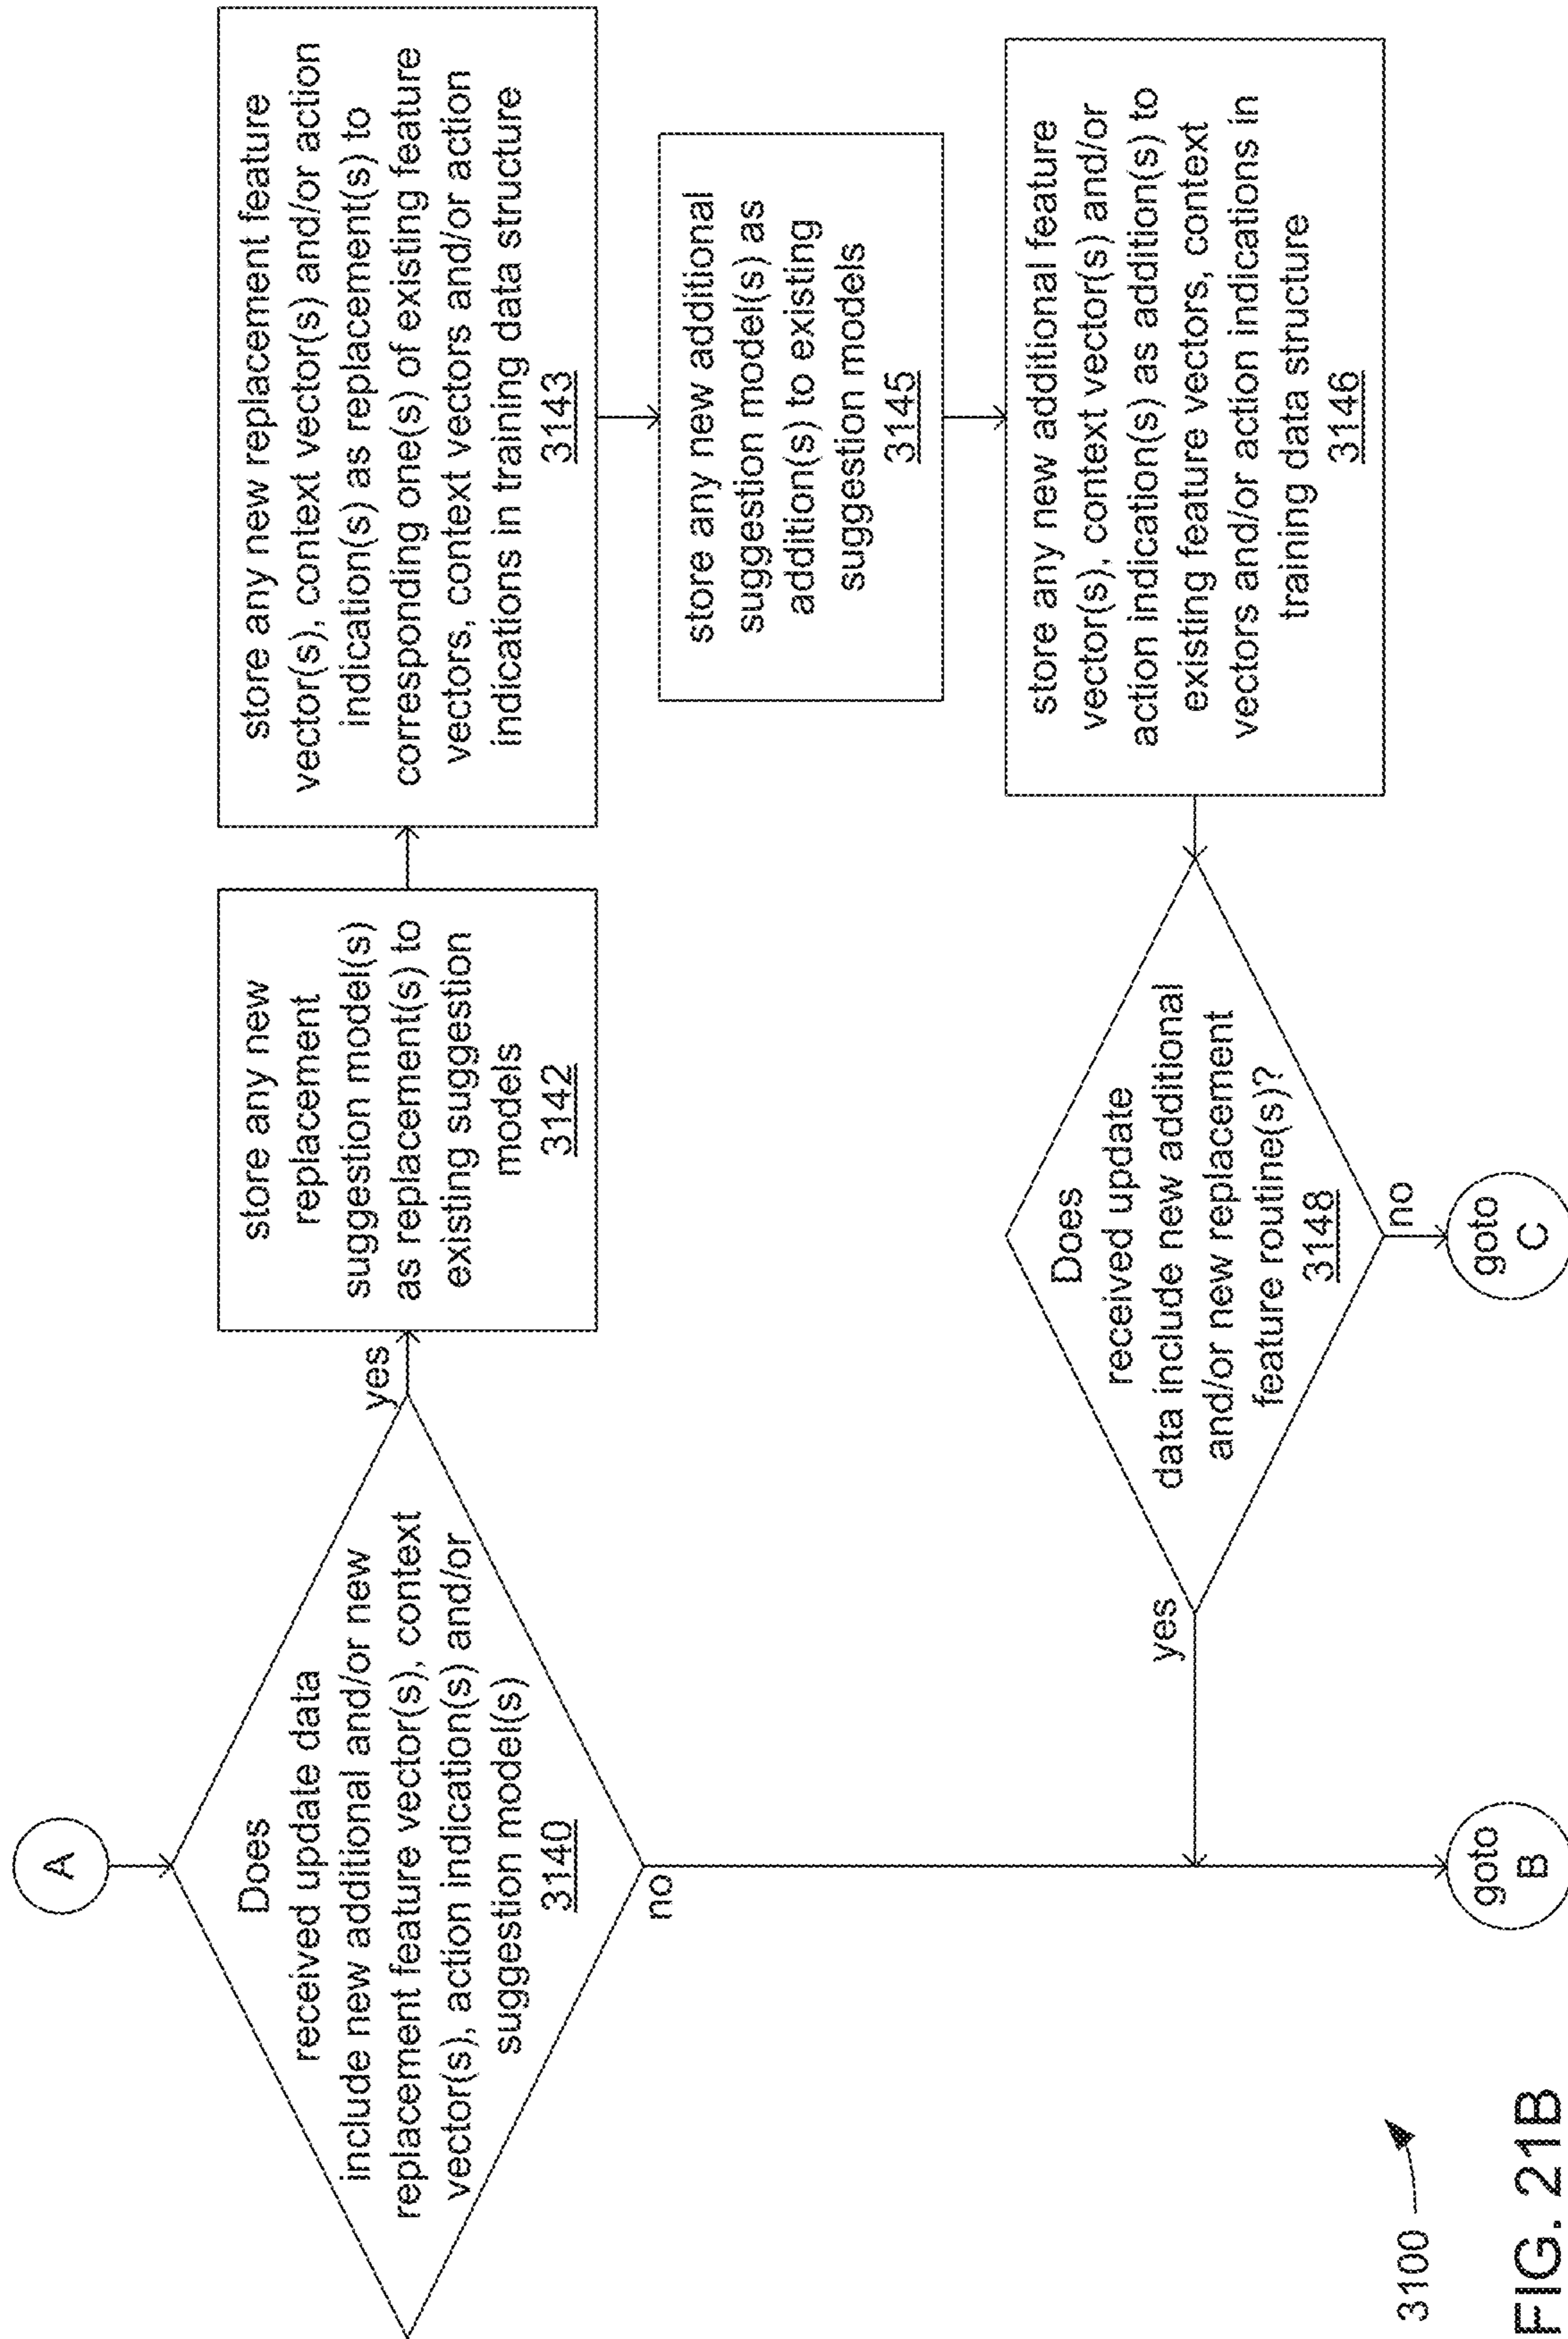 A
Does
received update data
include new additional and/or new
replacement feature vector(s), context
vector(s), action indication(s) and/or
suggestion model(s)
3140
yes
no
store any new
replacement
suggestion model(s)
as replacement(s) to
existing suggestion
models
3142
store any new replacement feature
vector(s), context vector(s) and/or action
indication(s) as replacement(s) to
corresponding one(s) of existing feature
vectors, context vectors and/or action
indications in training data structure
3143
store any new additional
suggestion model(s) as
addition(s) to existing
suggestion models
3145
store any new additional feature
vector(s), context vector(s) and/or
action indication(s) as addition(s) to
existing feature vectors, context
vectors and/or action indications in
training data structure
3146
Does
received update
data include new additional
and/or new replacement
feature routine(s)?
3148
yes
no
goto
B
goto
C
3100
FIG. 21B